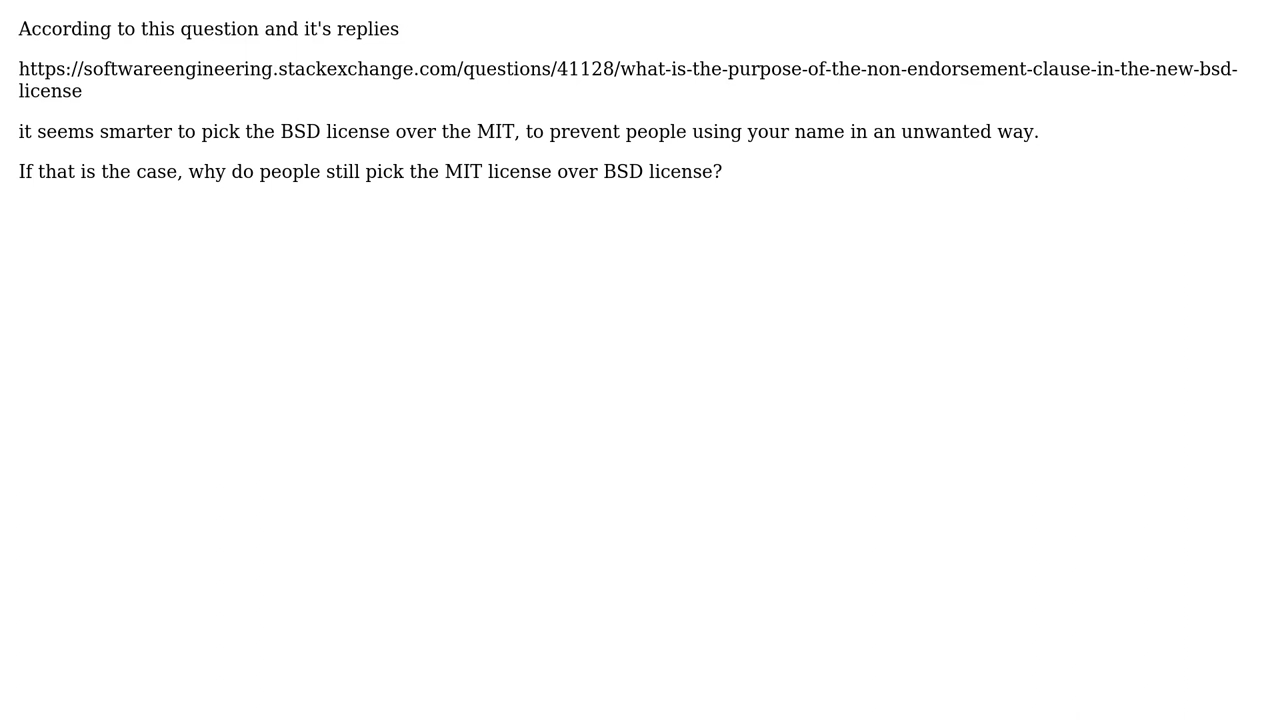 According to this question and it's replies
https://softwareengineering.stackexchange.com/questions/41128/what-is-the-purpose-of-the-non-endorsement-clause-in-the-new-bsd-
license
it seems smarter to pick the BSD license over the MIT, to prevent people using your name in an unwanted way.
If that is the case, why do people still pick the MIT license over BSD license?